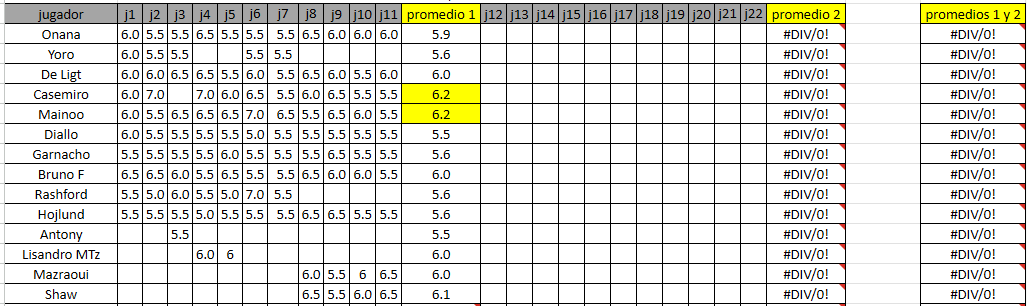 jugador j1 j2 j3 j4 j5 j6 j7 j8 j9 j10 j11 promedio 1 j12 j13 j14 j15 j16 j17 j18 j19 j20 j21 j22 promedio 2 promedios 1 y 2
Onana 6.0 5.5 5.5 6.5 5.5 5.5 5.5 6.5 6.0 6.0 6.0 5.9 #DIV/0! #DIV/0!
Yoro 6.0 5.5 5.5 5.5 5.5 5.6 #DIV/0! #DIV/0!
De Ligt 6.0 6.0 6.5 6.5 5.5 6.0 5.5 6.5 6.0 5.5 6.0 6.0 #DIV/0! #DIV/0!
Casemiro 6.0 7.0 7.0 6.0 6.5 5.5 6.0 6.5 5.5 5.5 6.2 #DIV/0! #DIV/0!
Mainoo 6.0 5.5 6.5 6.5 6.5 7.0 6.5 5.5 6.5 6.0 5.5 6.2 #DIV/0! #DIV/0!
Diallo 6.0 5.5 5.5 5.5 5.5 5.0 5.5 5.5 5.5 5.5 5.5 5.5 #DIV/0! #DIV/0!
Garnacho 5.5 5.5 5.5 5.5 6.0 5.5 5.5 5.5 6.5 5.5 5.5 5.6 #DIV/0! #DIV/0!
Bruno F 6.5 6.5 6.0 5.5 6.5 5.5 5.5 6.5 6.0 6.0 5.5 6.0 #DIV/0! #DIV/0!
Rashford 5.5 5.0 6.0 5.5 5.0 7.0 5.5 5.6 #DIV/0! #DIV/0!
Hojlund 5.5 5.5 5.5 5.0 5.5 5.5 5.5 6.5 6.5 5.5 5.5 5.6 #DIV/0! #DIV/0!
Antony 5.5 5.5 #DIV/0! #DIV/0!
Lisandro MTz 6.0 6 6.0 #DIV/0! #DIV/0!
Mazraoui 6.0 5.5 6 6.5 6.0 #DIV/0! #DIV/0!
Shaw 6.5 5.5 6.0 6.5 6.1 #DIV/0! #DIV/0!